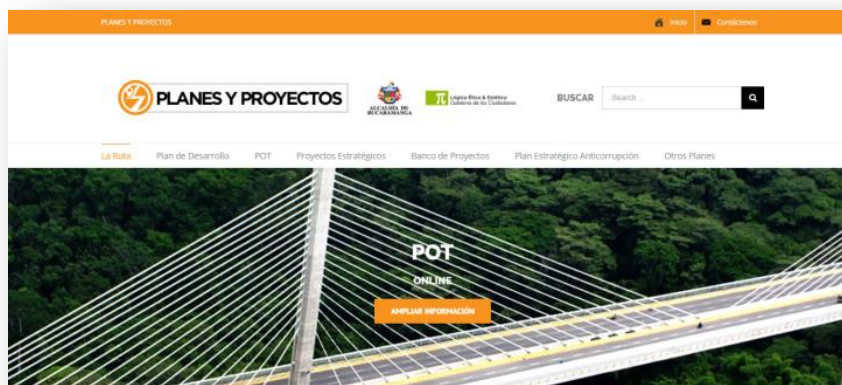 PLANES Y PROYECTOS
Inicio
Contáctenos
PLANES Y PROYECTOS
ALCALDÍA DE
BUCARAMANGA
Lógica Ética & Estética
Gobierno de los Ciudadanos
BUSCAR
Search ...
La Ruta
Plan de Desarrollo
POT
Proyectos Estratégicos
Banco de Proyectos
Plan Estratégico Anticorrupción
Otros Planes
POT
ONLINE
AMPLIAR INFORMACIÓN